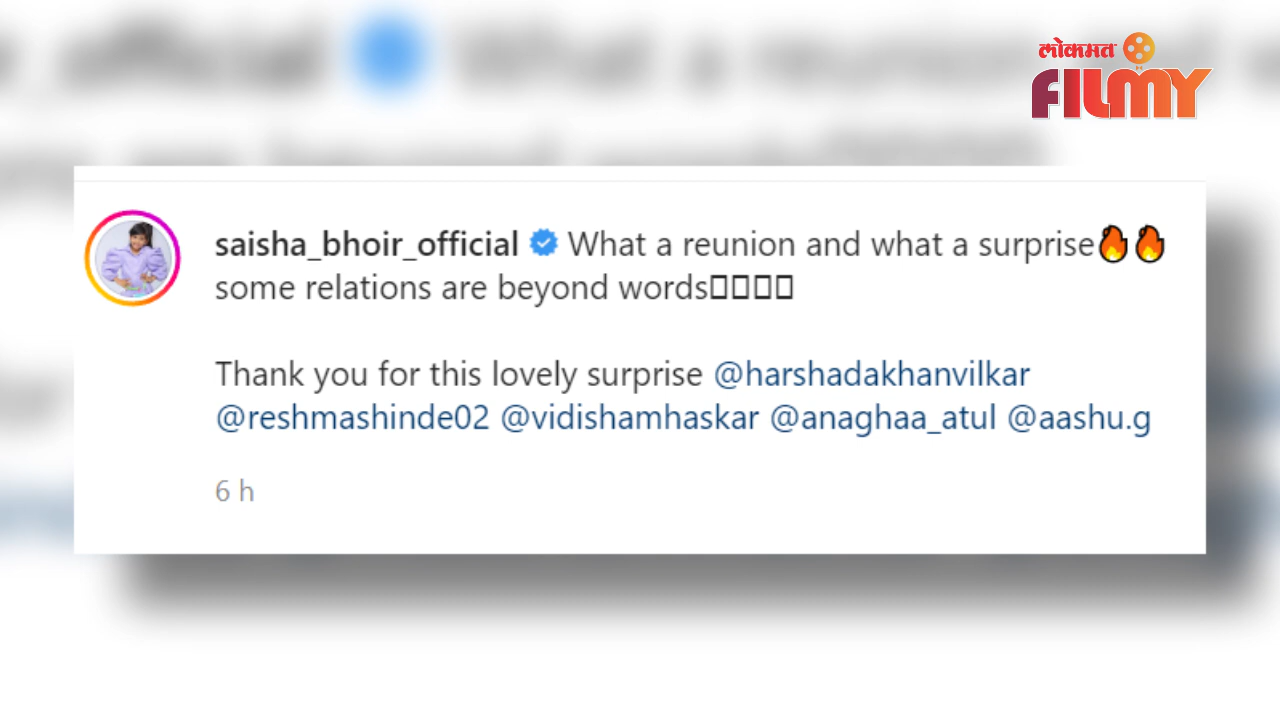 लोकमत
FILMY
saisha_bhoir_official What a reunion and what a surprise🔥🔥
some relations are beyond words▯▯▯▯
Thank you for this lovely surprise @harshadakhanvilkar
@reshmashinde02 @vidishamhaskar @anaghaa_atul @aashu.g
6 h